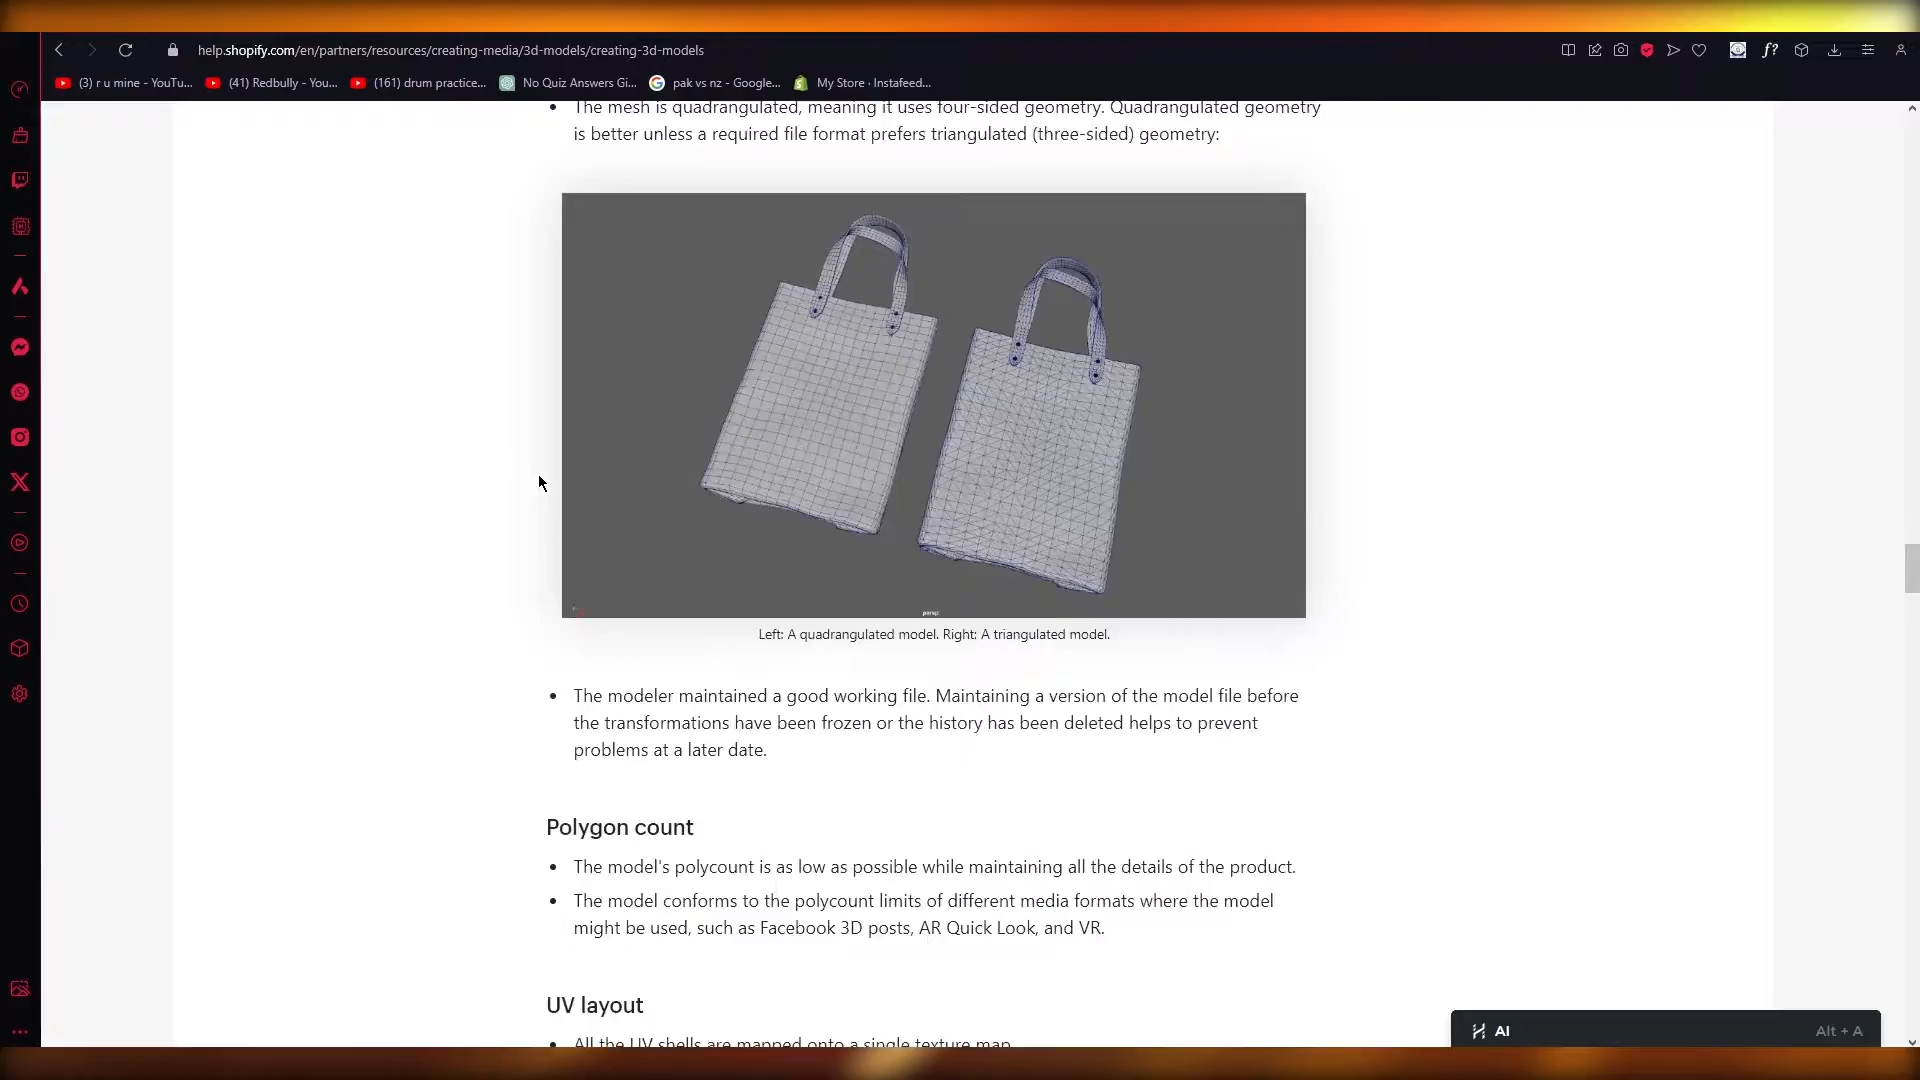 help.shopify.com/en/partners/resources/creating-media/3d-models/creating-3d-models
f?
(3) r u mine - YouTu... (41) Redbully - You... (161) drum practice... No Quiz Answers Gi... pak vs nz - Google... My Store · Instafeed...
• The mesh is quadrangulated, meaning it uses four-sided geometry. Quadrangulated geometry
is better unless a required file format prefers triangulated (three-sided) geometry:
persp
Left: A quadrangulated model. Right: A triangulated model.
• The modeler maintained a good working file. Maintaining a version of the model file before
the transformations have been frozen or the history has been deleted helps to prevent
problems at a later date.
Polygon count
• The model's polycount is as low as possible while maintaining all the details of the product.
• The model conforms to the polycount limits of different media formats where the model
might be used, such as Facebook 3D posts, AR Quick Look, and VR.
UV layout
• All the UV shells are mapped onto a single texture map
AI Alt + A